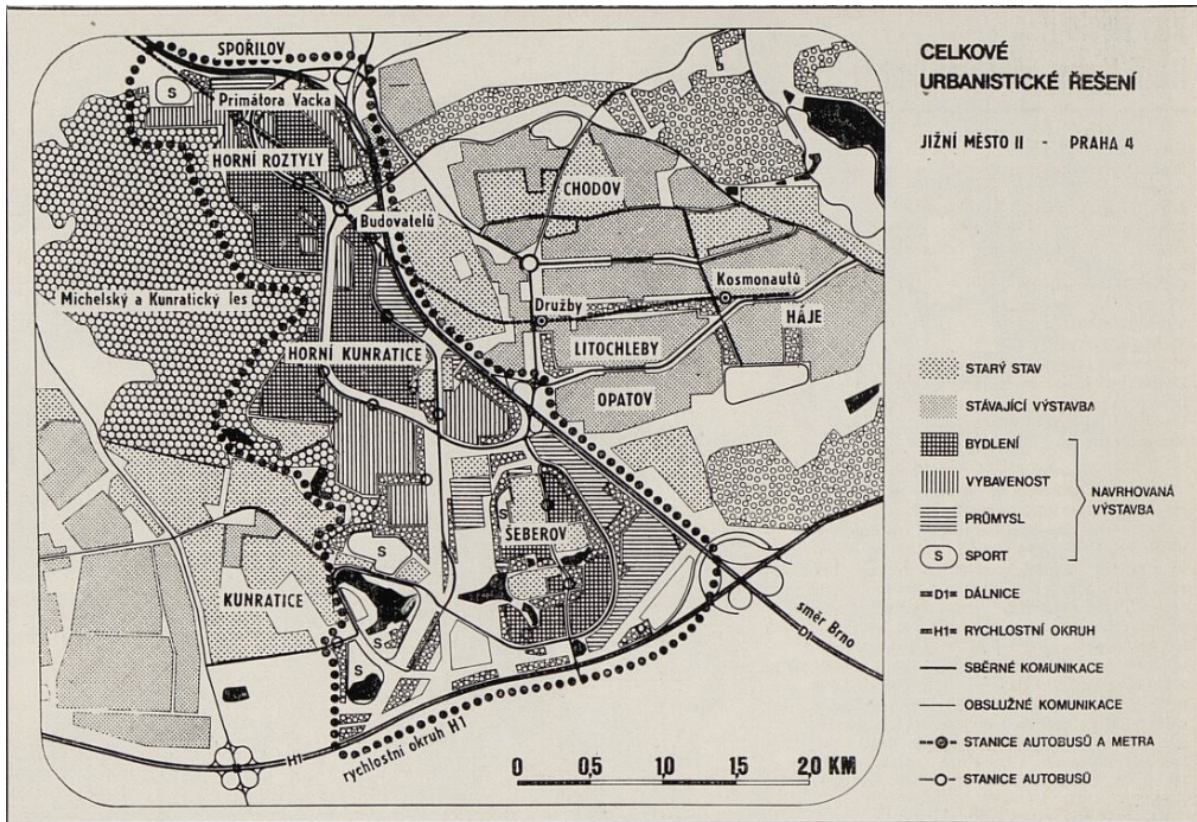 CELKOVÉ
URBANISTICKÉ ŘEŠENÍ
JIŽNÍ MĚSTO II - PRAHA 4
SPOŘILOV
S
Primátora Vacka
HORNÍ ROZTYLY
CHODOV
Budovatelů
Michelský a Kunratický les
Kosmonautů
Družby
HÁJE
LITOCHLEBY
HORNÍ KUNRATICE
OPATOV
S
ŠEBEROV
S
KUNRATICE
S
S
směr Brno
D1
H1
rychlostní okruh H1
0 0,5 1,0 1,5 2,0 KM
STARÝ STAV
STÁVAJÍCÍ VÝSTAVBA
BYDLENÍ
VYBAVENOST
NAVRHOVANÁ
VÝSTAVBA
PRŮMYSL
S SPORT
D1 DÁLNICE
H1 RYCHLOSTNÍ OKRUH
SBĚRNÉ KOMUNIKACE
OBSLUŽNÉ KOMUNIKACE
STANICE AUTOBUSŮ A METRA
STANICE AUTOBUSŮ